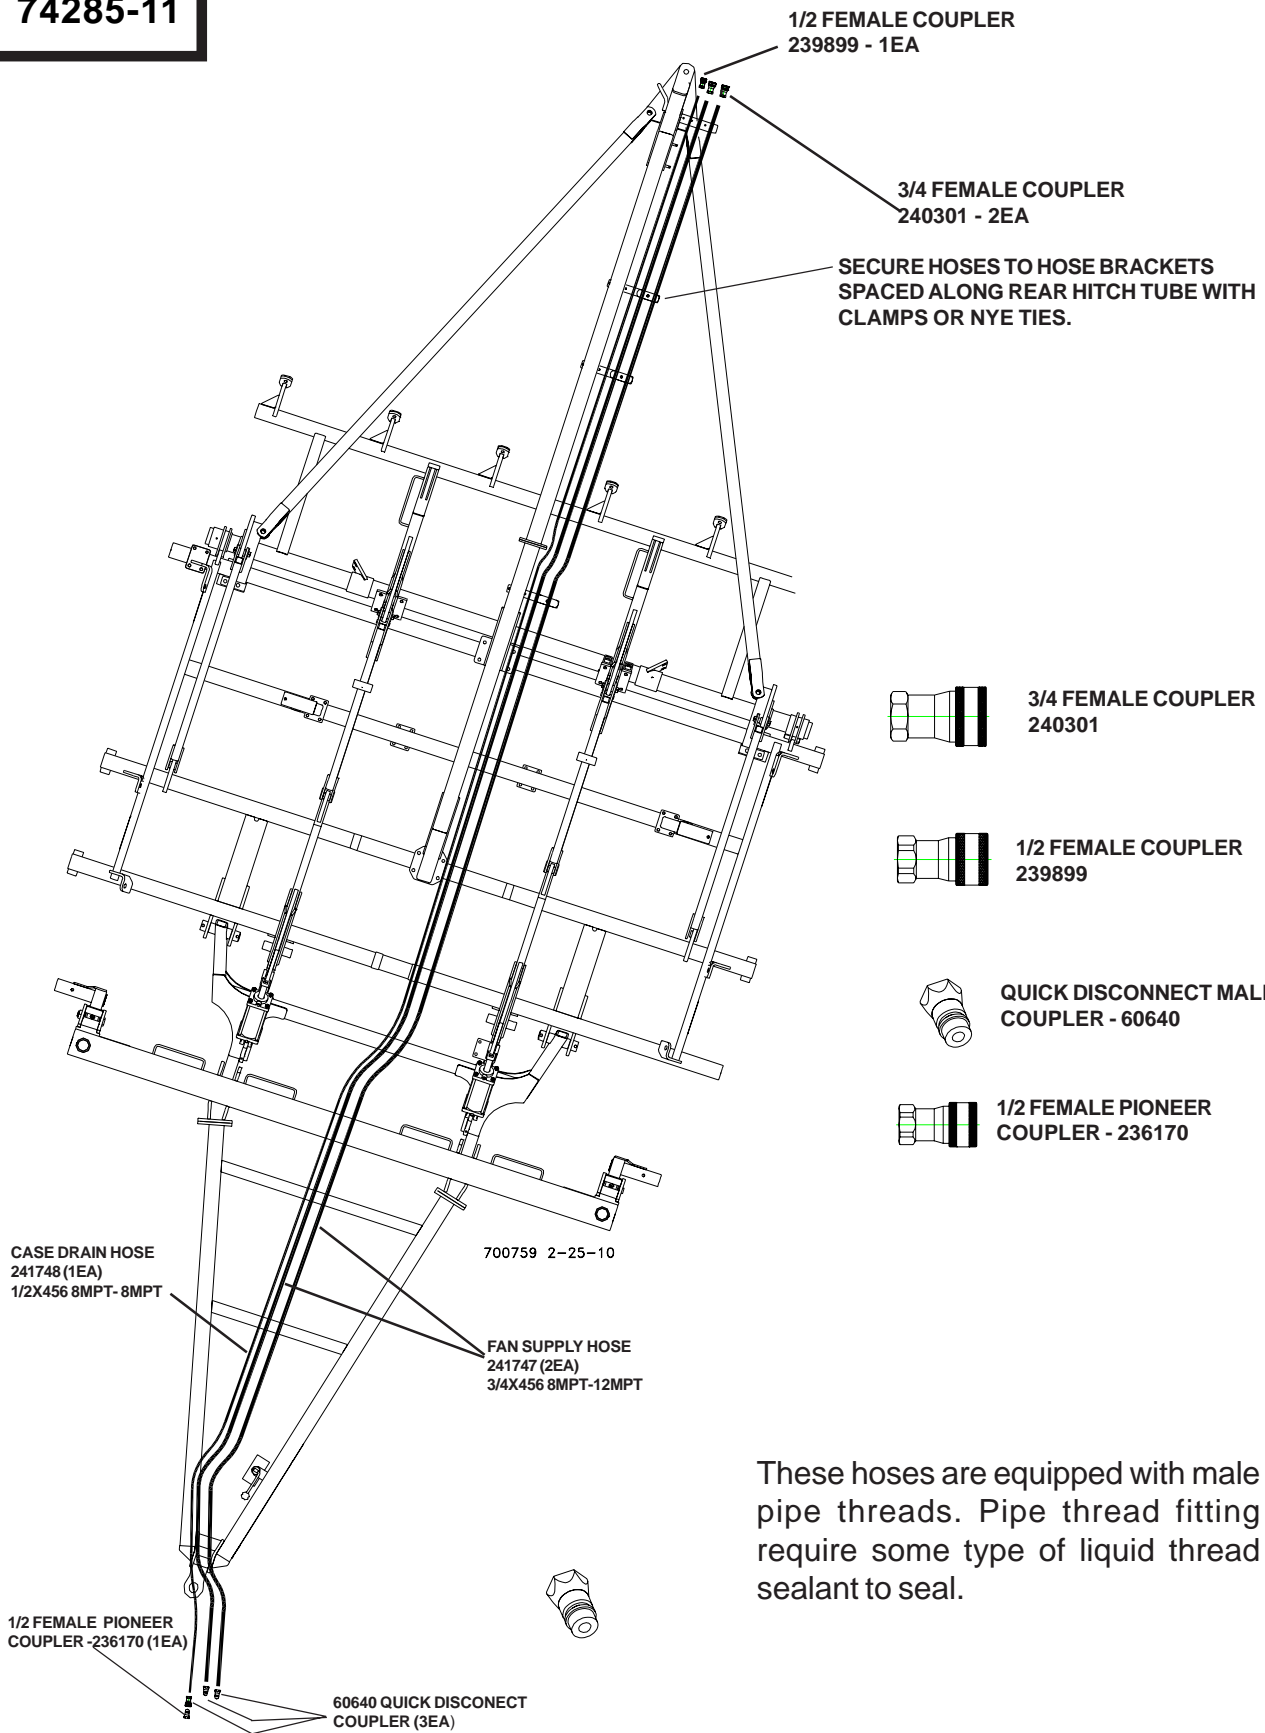 74285-11
1/2 FEMALE COUPLER
239899 - 1EA
3/4 FEMALE COUPLER
240301 - 2EA
SECURE HOSES TO HOSE BRACKETS
SPACED ALONG REAR HITCH TUBE WITH
CLAMPS OR NYE TIES.
3/4 FEMALE COUPLER
240301
1/2 FEMALE COUPLER
239899
QUICK DISCONNECT MAL
COUPLER - 60640
1/2 FEMALE PIONEER
COUPLER - 236170
700759 2-25-10
CASE DRAIN HOSE
241748 (1EA)
1/2X456 8MPT- 8MPT
FAN SUPPLY HOSE
241747 (2EA)
3/4X456 8MPT-12MPT
These hoses are equipped with male
pipe threads. Pipe thread fitting
require some type of liquid thread
sealant to seal.
1/2 FEMALE PIONEER
COUPLER -236170 (1EA)
60640 QUICK DISCONECT
COUPLER (3EA)